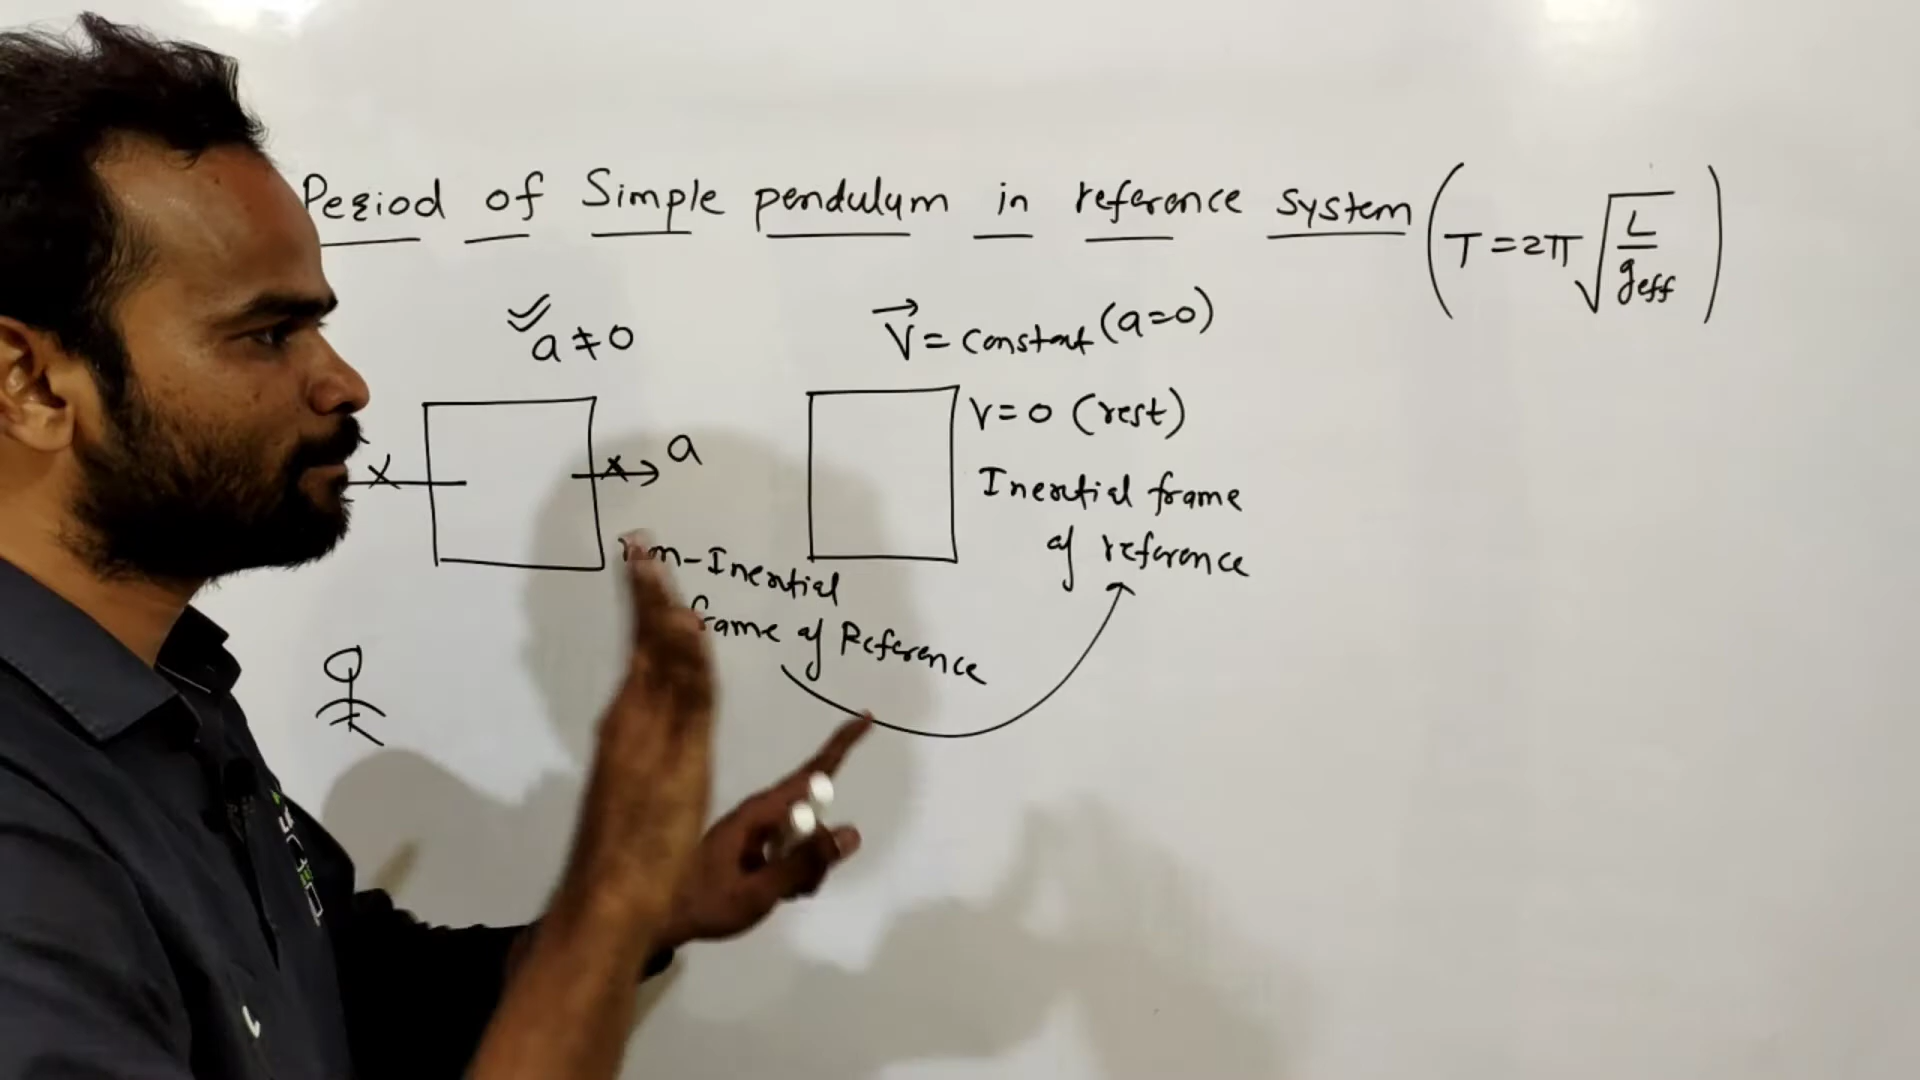 Period of Simple pendulum in reference system (T = 2π √(L/geff))
a ≠ 0
V⃗ = Constant (a=0)
V = 0 (rest)
x
x
a
Inertial frame
of reference
non-Inertial
frame of Reference